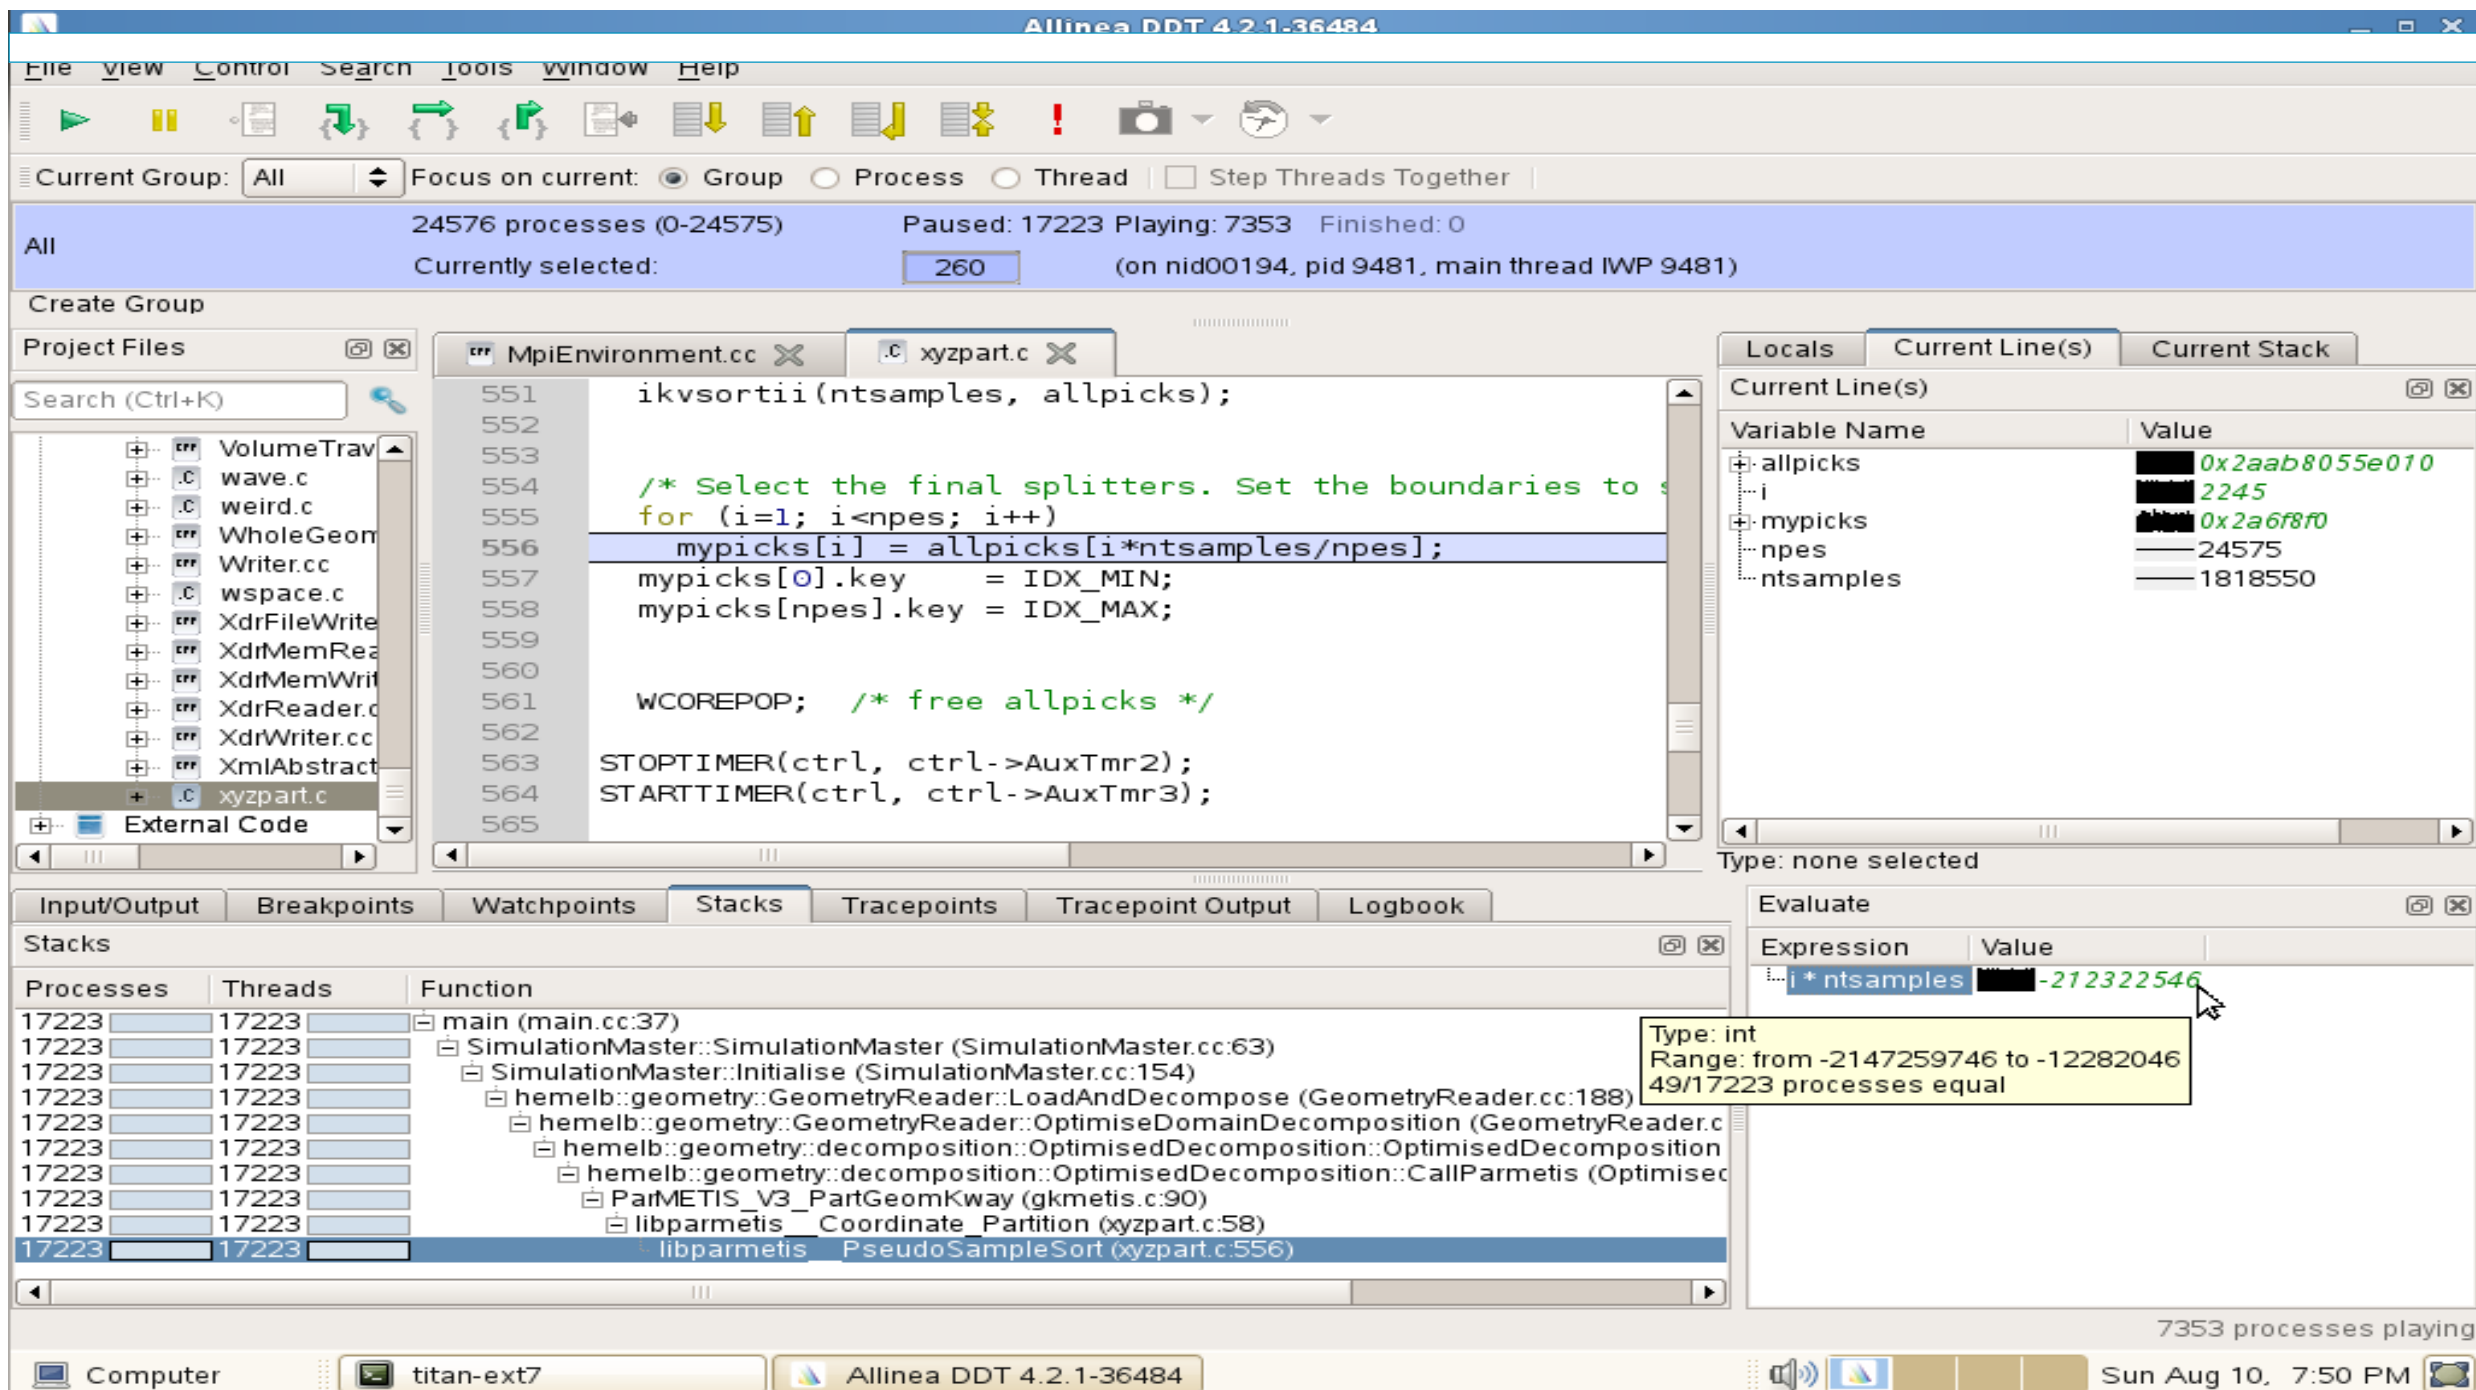 Allinea DDT 4.2.1-36484
File View Control Search Tools Window Help
Current Group: All Focus on current: Group Process Thread Step Threads Together
All
24576 processes (0-24575) Paused: 17223 Playing: 7353 Finished: 0
Currently selected: 260 (on nid00194, pid 9481, main thread lWP 9481)
Create Group
Project Files
Search (Ctrl+K)
VolumeTrav
wave.c
weird.c
WholeGeom
Writer.cc
wspace.c
XdrFileWrite
XdrMemRea
XdrMemWrit
XdrReader.c
XdrWriter.cc
XmlAbstract
xyzpart.c
External Code
MpiEnvironment.cc xyzpart.c
551 ikvsortii(ntsamples, allpicks);
552
553
554 /* Select the final splitters. Set the boundaries to s
555 for (i=1; i<npes; i++)
556 mypicks[i] = allpicks[i*ntsamples/npes];
557 mypicks[0].key = IDX_MIN;
558 mypicks[npes].key = IDX_MAX;
559
560
561 WCOREPOP; /* free allpicks */
562
563 STOPTIMER(ctrl, ctrl->AuxTmr2);
564 STARTTIMER(ctrl, ctrl->AuxTmr3);
565
Locals Current Line(s) Current Stack
Current Line(s)
Variable Name Value
allpicks 0x2aab8055e010
i 2245
mypicks 0x2a6f8f0
npes 24575
ntsamples 1818550
Type: none selected
Input/Output Breakpoints Watchpoints Stacks Tracepoints Tracepoint Output Logbook
Stacks
Processes Threads Function
17223 17223 main (main.cc:37)
17223 17223 SimulationMaster::SimulationMaster (SimulationMaster.cc:63)
17223 17223 SimulationMaster::Initialise (SimulationMaster.cc:154)
17223 17223 hemelb::geometry::GeometryReader::LoadAndDecompose (GeometryReader.cc:188)
17223 17223 hemelb::geometry::GeometryReader::OptimiseDomainDecomposition (GeometryReader.c
17223 17223 hemelb::geometry::decomposition::OptimisedDecomposition::OptimisedDecomposition
17223 17223 hemelb::geometry::decomposition::OptimisedDecomposition::CallParmetis (Optimised
17223 17223 ParMETIS_V3_PartGeomKway (gkmetis.c:90)
17223 17223 libparmetis__Coordinate_Partition (xyzpart.c:58)
17223 17223 libparmetis__PseudoSampleSort (xyzpart.c:556)
Evaluate
Expression Value
i * ntsamples -212322546
Type: int
Range: from -2147259746 to -12282046
49/17223 processes equal
7353 processes playing
Computer titan-ext7 Allinea DDT 4.2.1-36484 Sun Aug 10, 7:50 PM